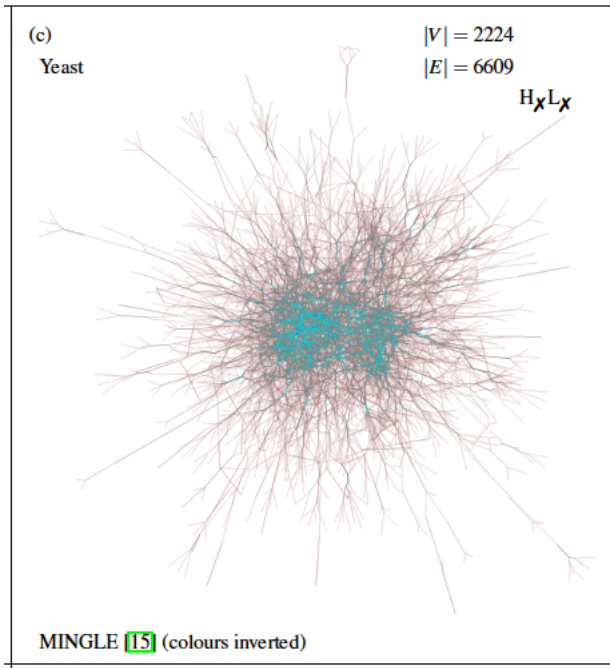 (c)
|V| = 2224
Yeast
|E| = 6609
H✗L✗
MINGLE [15] (colours inverted)